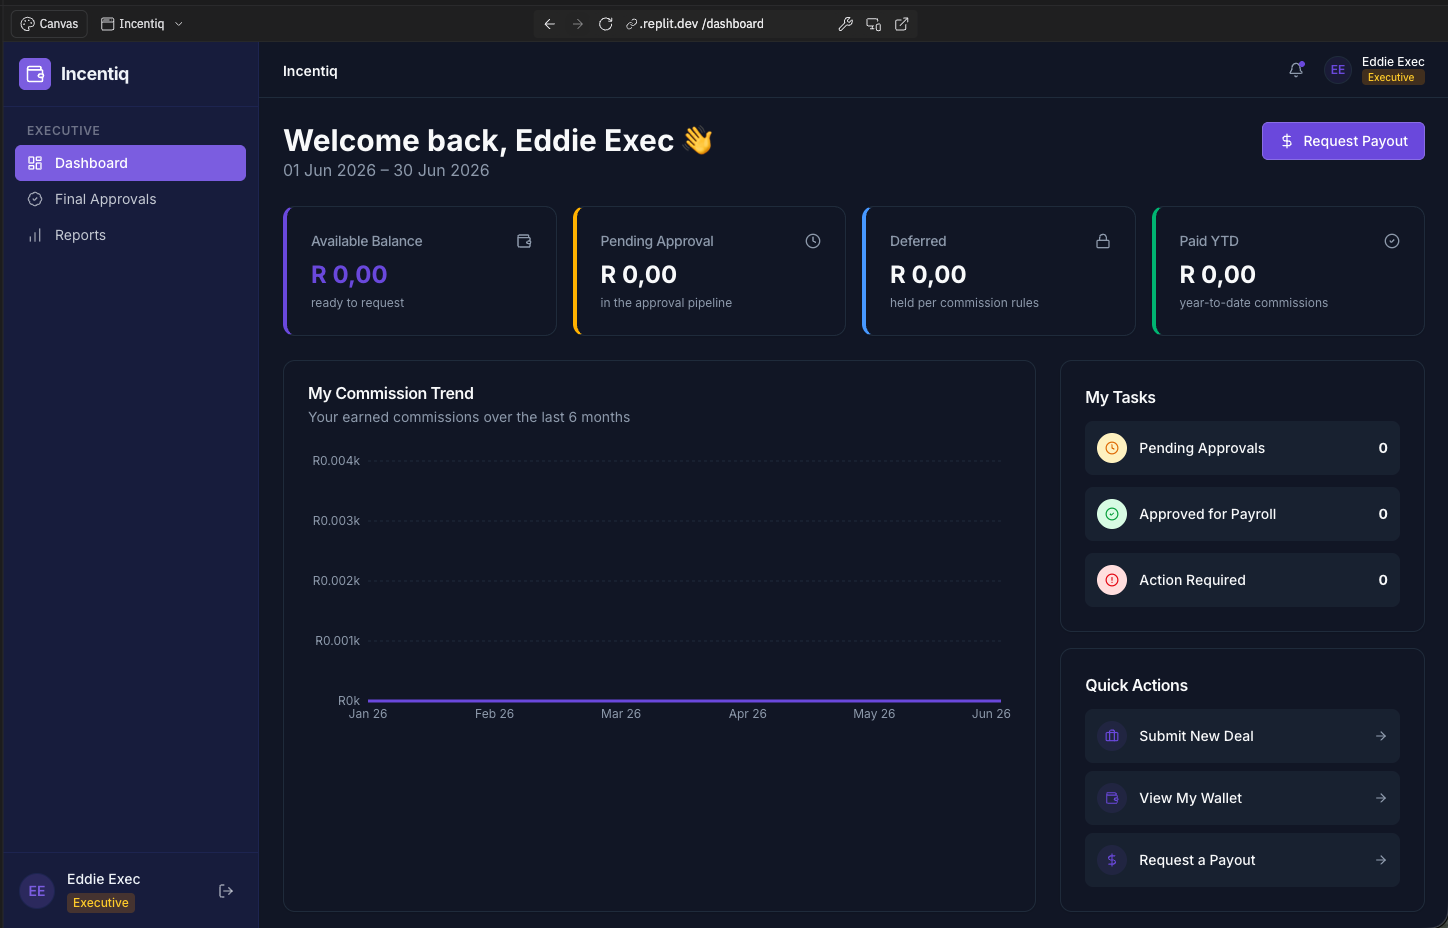 Canvas
Incentiq
.replit.dev /dashboard
Incentiq
EXECUTIVE
Dashboard
Final Approvals
Reports
Eddie Exec
EE
Executive
Incentiq
EE
Eddie Exec
Executive
Welcome back, Eddie Exec 👋
01 Jun 2026 – 30 Jun 2026
Request Payout
Available Balance
R 0,00
ready to request
Pending Approval
R 0,00
in the approval pipeline
Deferred
R 0,00
held per commission rules
Paid YTD
R 0,00
year-to-date commissions
My Commission Trend
Your earned commissions over the last 6 months
R0.004k
R0.003k
R0.002k
R0.001k
R0k
Jan 26 Feb 26 Mar 26 Apr 26 May 26 Jun 26
My Tasks
Pending Approvals 0
Approved for Payroll 0
Action Required 0
Quick Actions
Submit New Deal
View My Wallet
Request a Payout